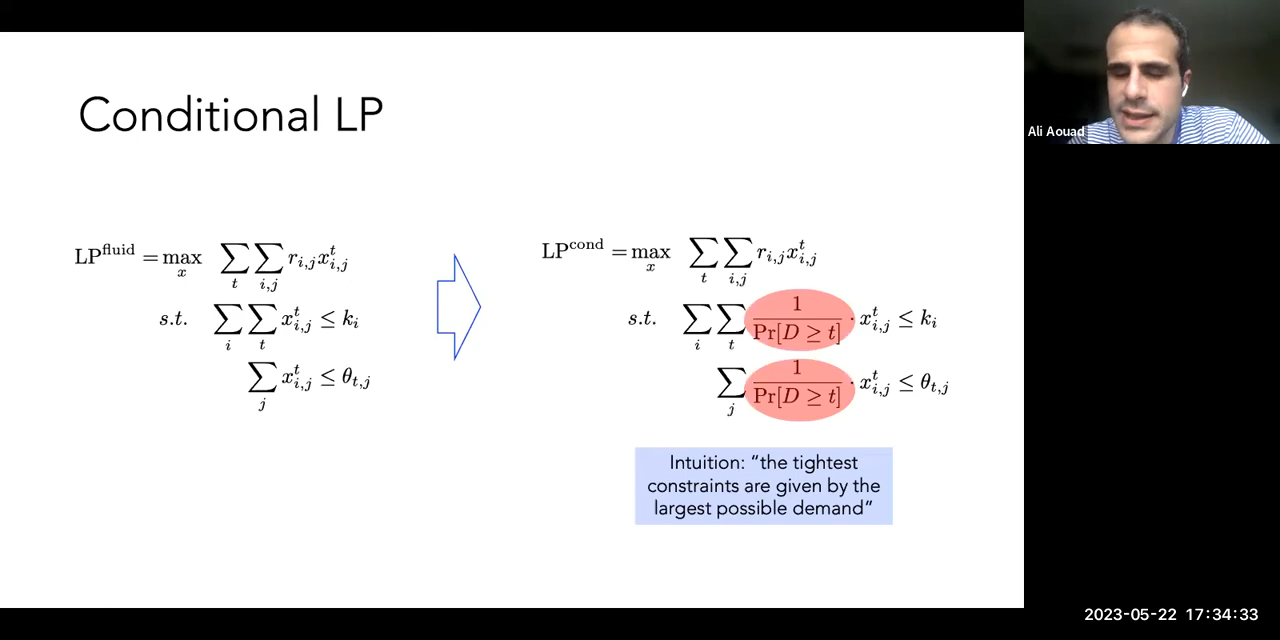 Conditional LP
LP^fluid = max_x ∑_t ∑_{i,j} r_{i,j} x^t_{i,j}
s.t. ∑_i ∑_t x^t_{i,j} ≤ k_i
∑_j x^t_{i,j} ≤ θ_{t,j}
LP^cond = max_x ∑_t ∑_{i,j} r_{i,j} x^t_{i,j}
s.t. ∑_i ∑_t 1/Pr[D ≥ t] · x^t_{i,j} ≤ k_i
∑_j 1/Pr[D ≥ t] · x^t_{i,j} ≤ θ_{t,j}
Intuition: “the tightest
constraints are given by the
largest possible demand”
Ali Aouad
2023-05-22 17:34:33